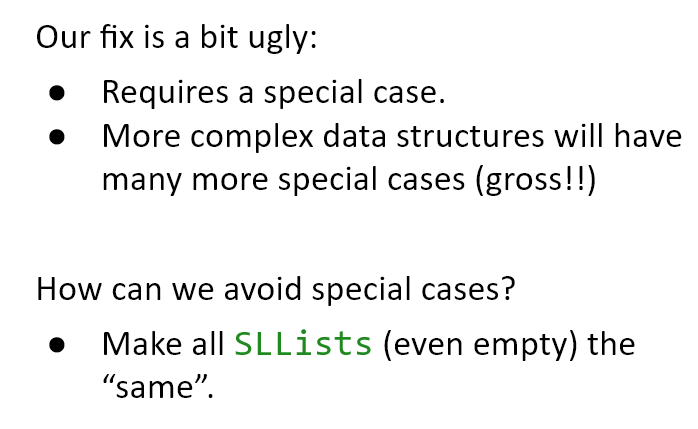 Our fix is a bit ugly:
● Requires a special case.
● More complex data structures will have
many more special cases (gross!!)
How can we avoid special cases?
● Make all SLLists (even empty) the
“same”.